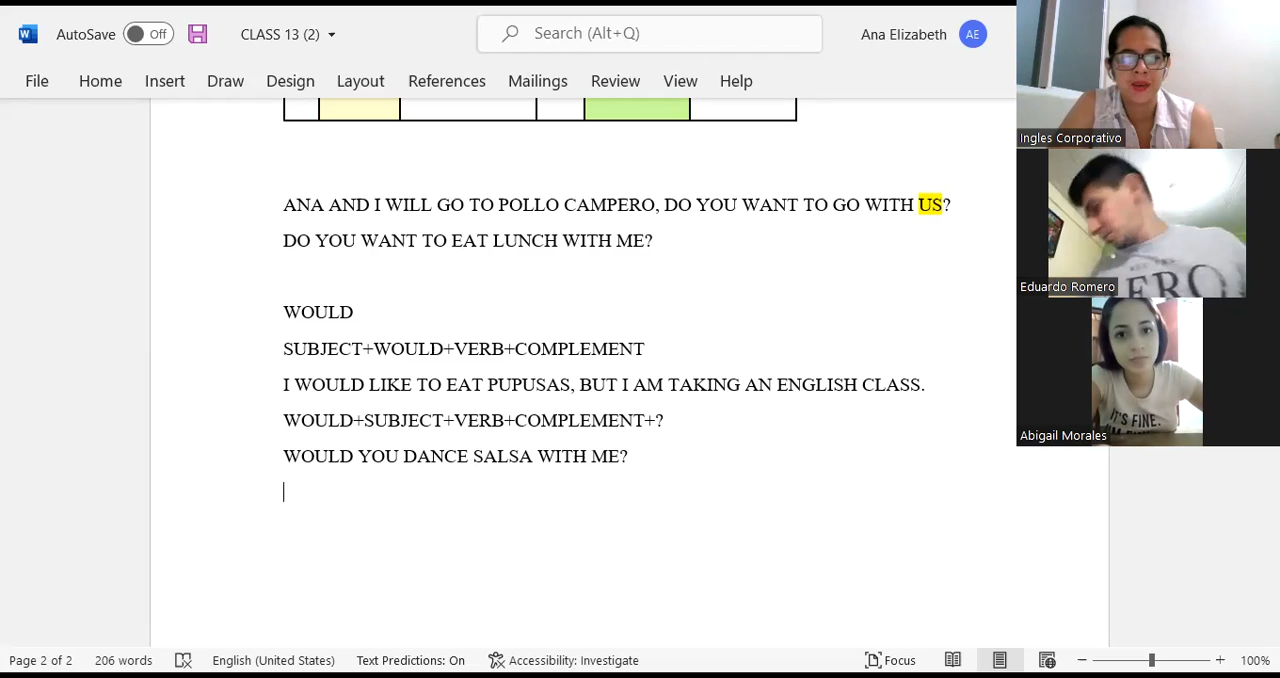 AutoSave Off CLASS 13 (2) Search (Alt+Q) Ana Elizabeth AE
File Home Insert Draw Design Layout References Mailings Review View Help
ANA AND I WILL GO TO POLLO CAMPERO, DO YOU WANT TO GO WITH US?
DO YOU WANT TO EAT LUNCH WITH ME?
WOULD
SUBJECT+WOULD+VERB+COMPLEMENT
I WOULD LIKE TO EAT PUPUSAS, BUT I AM TAKING AN ENGLISH CLASS.
WOULD+SUBJECT+VERB+COMPLEMENT+?
WOULD YOU DANCE SALSA WITH ME?
Ingles Corporativo
Eduardo Romero
IT'S FINE.
Abigail Morales
Page 2 of 2 206 words English (United States) Text Predictions: On Accessibility: Investigate Focus 100%